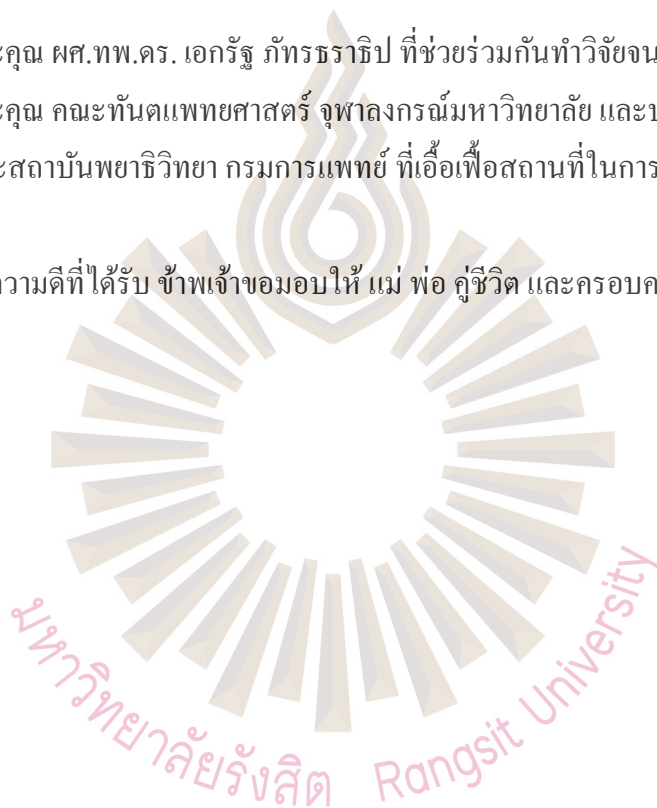 ะคุณ ผศ.ทพ.ดร. เอกรัฐ ภัทรธราธิป ที่ช่วยร่วมกันทำวิจัยจน
ะคุณ คณะทันตแพทยศาสตร์ จุฬาลงกรณ์มหาวิทยาลัย และบ
ะสถาบันพยาธิวิทยา กรมการแพทย์ ที่เอื้อเฟื้อสถานที่ในการ
วามดีที่ได้รับ ข้าพเจ้าขอมอบให้ แม่ พ่อ คู่ชีวิต และครอบค
มหาวิทยาลัยรังสิต Rangsit University